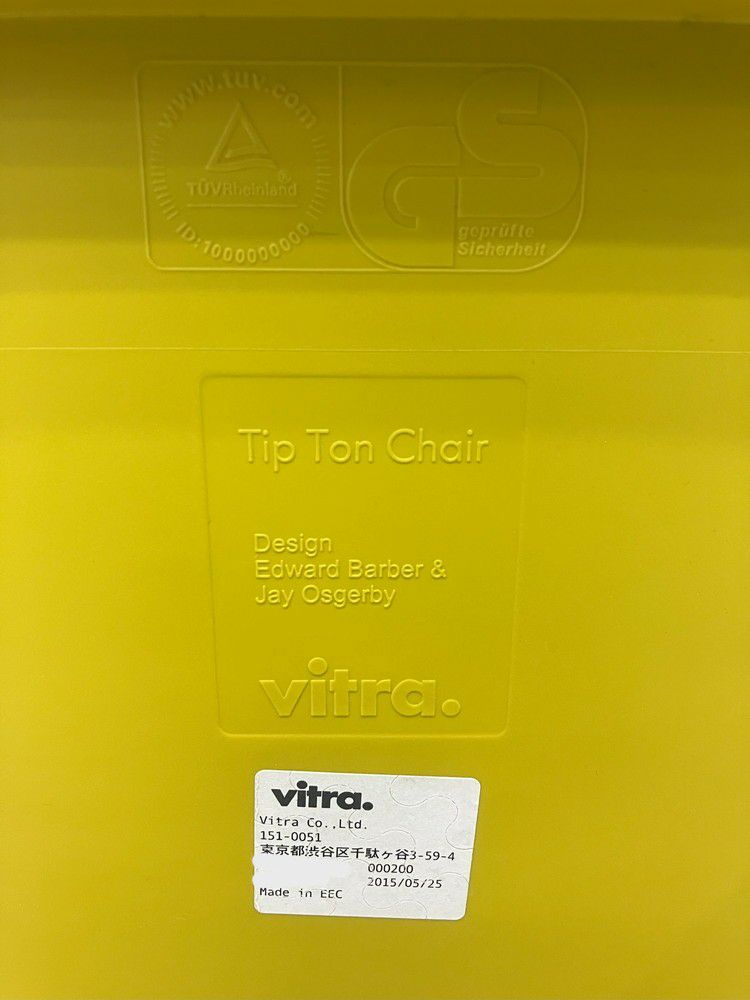 www.tuv.com
TÜVRheinland®
ID:1000000000
GS
geprüfte
Sicherheit
Tip Ton Chair
Design
Edward Barber &
Jay Osgerby
vitra.
vitra.
Vitra Co.,Ltd.
151-0051
東京都渋谷区千駄ヶ谷3-59-4
000200
2015/05/25
Made in EEC